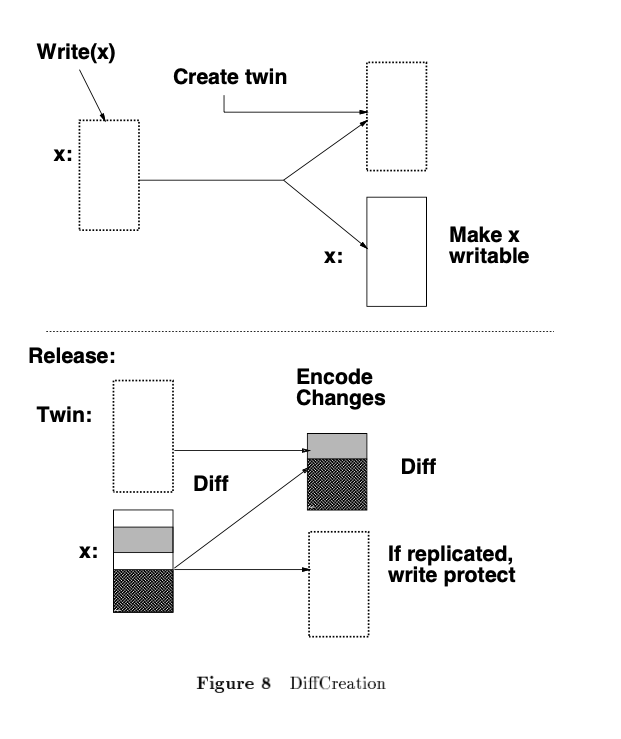 Write(x)
Create twin
x:
x:
Make x
writable
Release:
Encode
Changes
Twin:
Diff
Diff
x:
If replicated,
write protect
Figure 8 DiffCreation